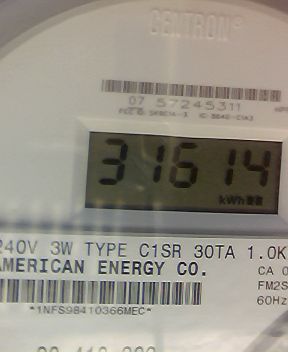 CENTRON®
07 57245311
31614
kWh
240V 3W TYPE C1SR 30TA 1.0K
AMERICAN ENERGY CO.
CA 0
FM2S
*1NFS98410366MEC*
60Hz